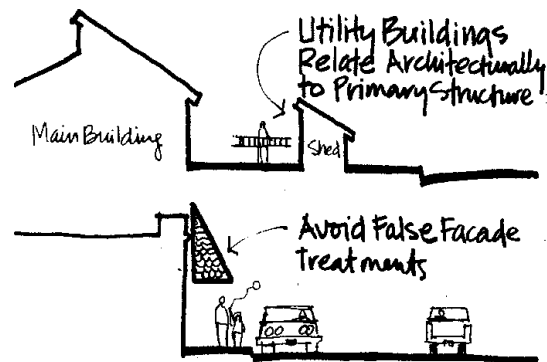 Utility Buildings
Relate Architecturally
to Primary Structure
Main Building
Shed
Avoid False Facade
Treatments